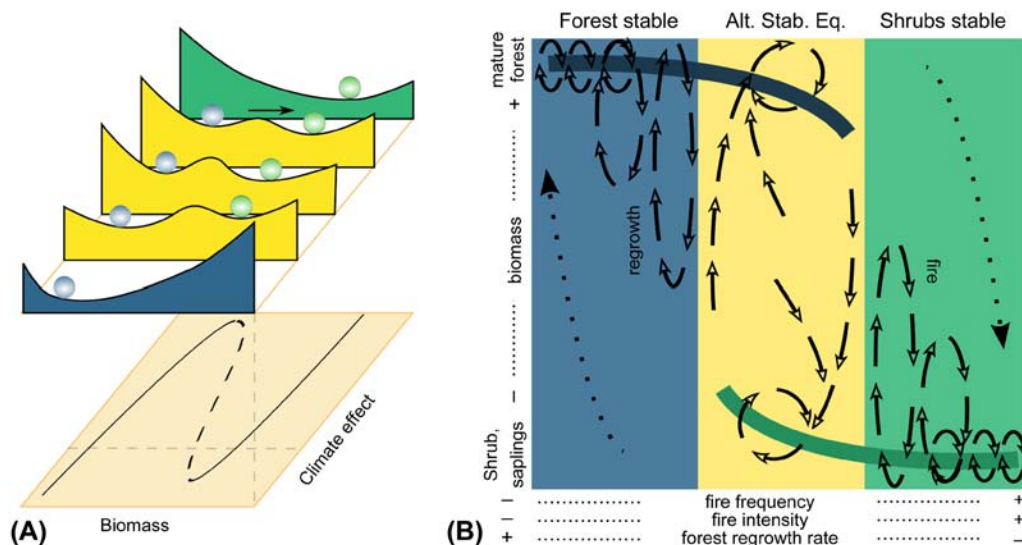 Forest stable
Alt. Stab. Eq.
Shrubs stable
mature
forest
+
biomass
–
Shrub,
saplings
regrowth
fire
Climate effect
Biomass
(A)
(B)
– .................... fire frequency .................... +
– .................... fire intensity .................... +
+ .................... forest regrowth rate .................... –